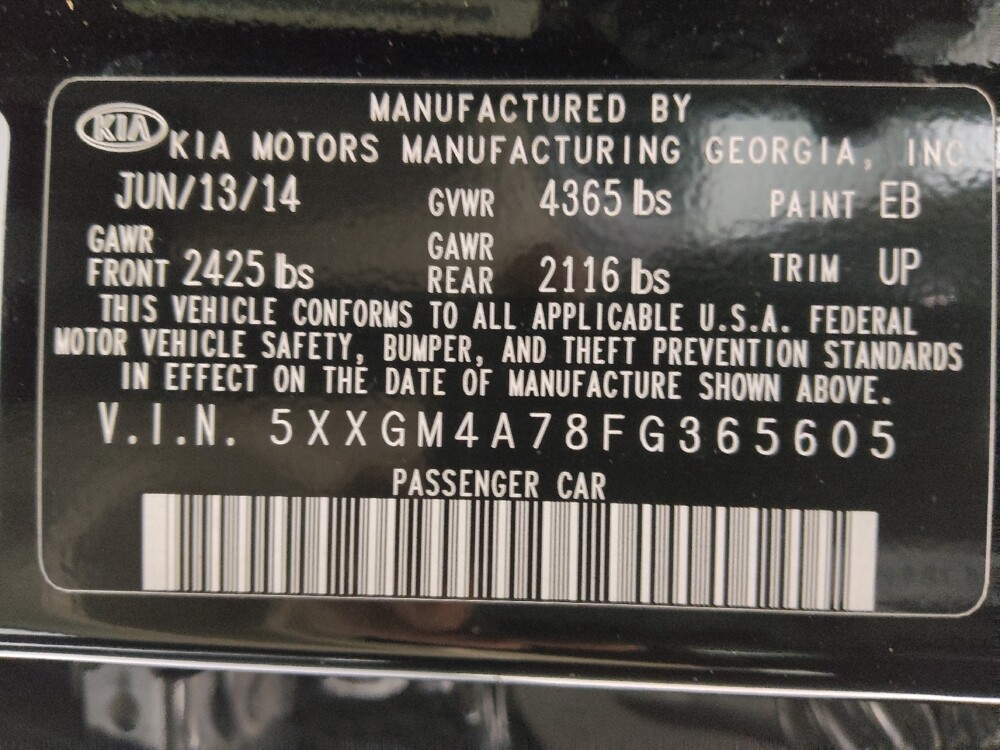 MANUFACTURED BY
KIA KIA MOTORS MANUFACTURING GEORGIA, INC
JUN/13/14 GVWR 4365 lbs PAINT EB
GAWR FRONT 2425 lbs GAWR REAR 2116 lbs TRIM UP
THIS VEHICLE CONFORMS TO ALL APPLICABLE U.S.A. FEDERAL
MOTOR VEHICLE SAFETY, BUMPER, AND THEFT PREVENTION STANDARDS
IN EFFECT ON THE DATE OF MANUFACTURE SHOWN ABOVE.
V.I.N. 5XXGM4A78FG365605
PASSENGER CAR